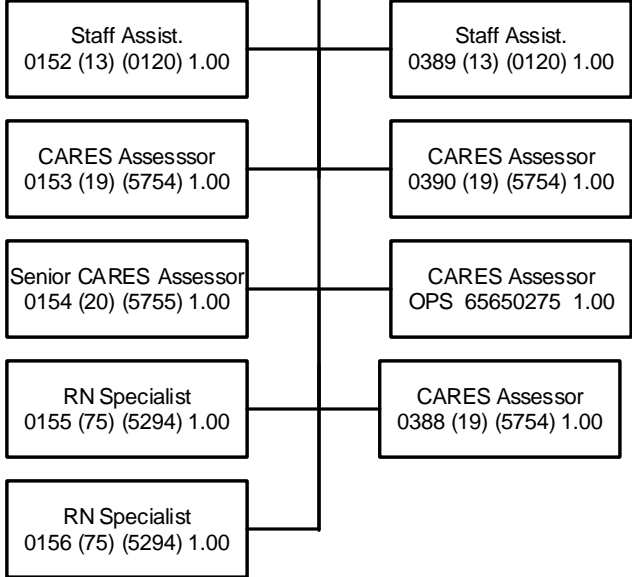 Staff Assist.
0152 (13) (0120) 1.00
Staff Assist.
0389 (13) (0120) 1.00
CARES Assesssor
0153 (19) (5754) 1.00
CARES Assessor
0390 (19) (5754) 1.00
Senior CARES Assessor
0154 (20) (5755) 1.00
CARES Assessor
OPS 65650275 1.00
RN Specialist
0155 (75) (5294) 1.00
CARES Assessor
0388 (19) (5754) 1.00
RN Specialist
0156 (75) (5294) 1.00